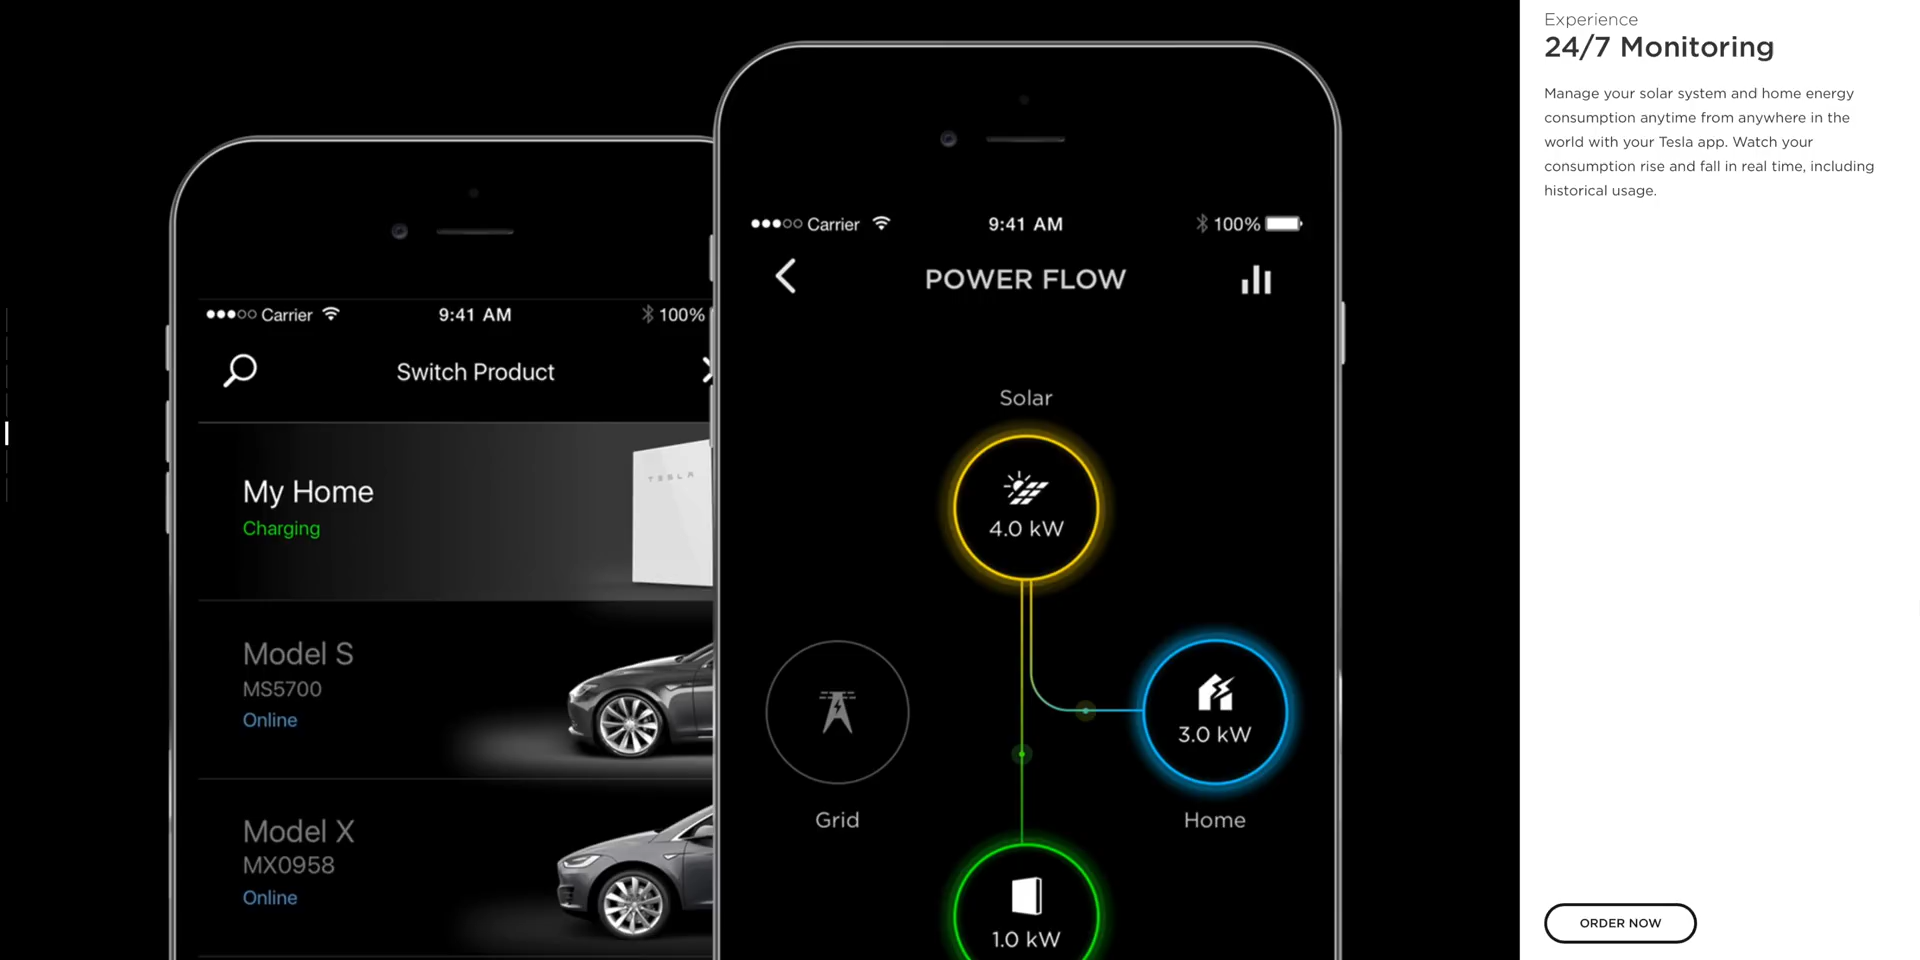 Carrier
9:41 AM
100%
Switch Product
My Home
Charging
TESLA
Model S
MS5700
Online
Model X
MX0958
Online
Carrier
9:41 AM
100%
POWER FLOW
Solar
4.0 kW
3.0 kW
Grid
Home
1.0 kW
Experience
24/7 Monitoring
Manage your solar system and home energy
consumption anytime from anywhere in the
world with your Tesla app. Watch your
consumption rise and fall in real time, including
historical usage.
ORDER NOW